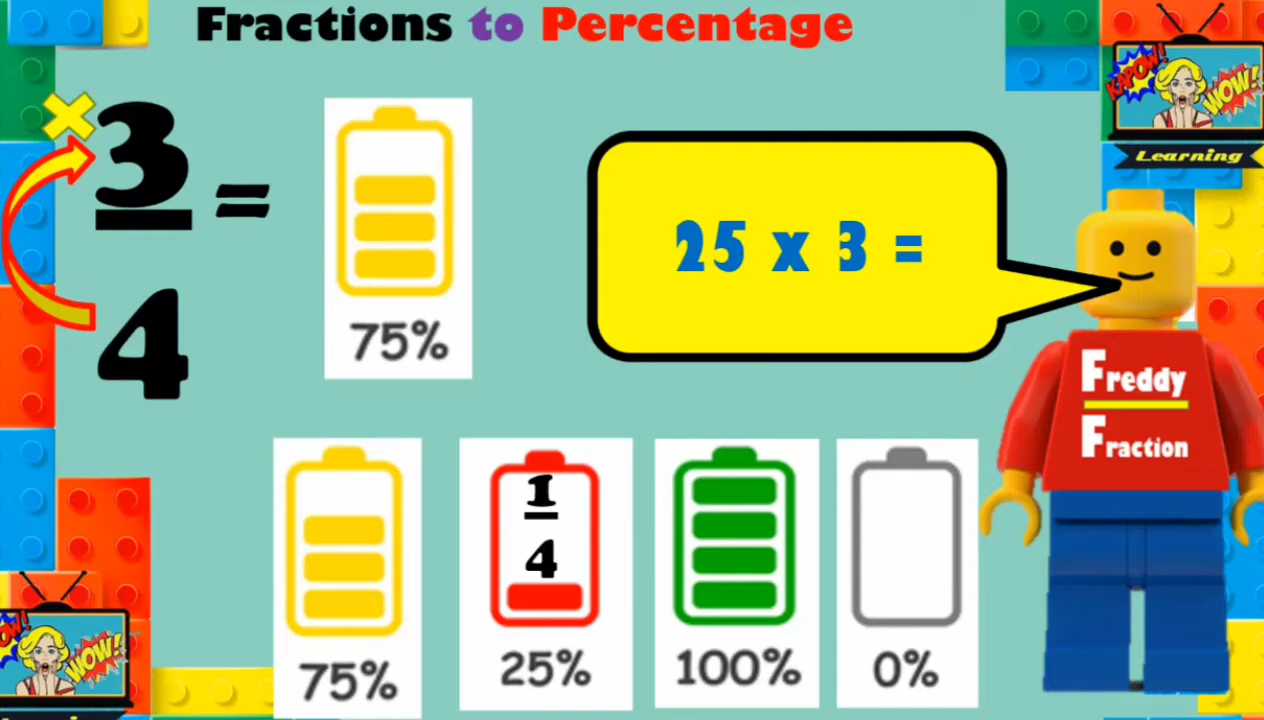 Fractions to Percentage
KAPOW!
WOW!
Learning
×
3
=
4
75%
25 x 3 =
Freddy
Fraction
1
4
75%
25%
100%
0%
WOW!